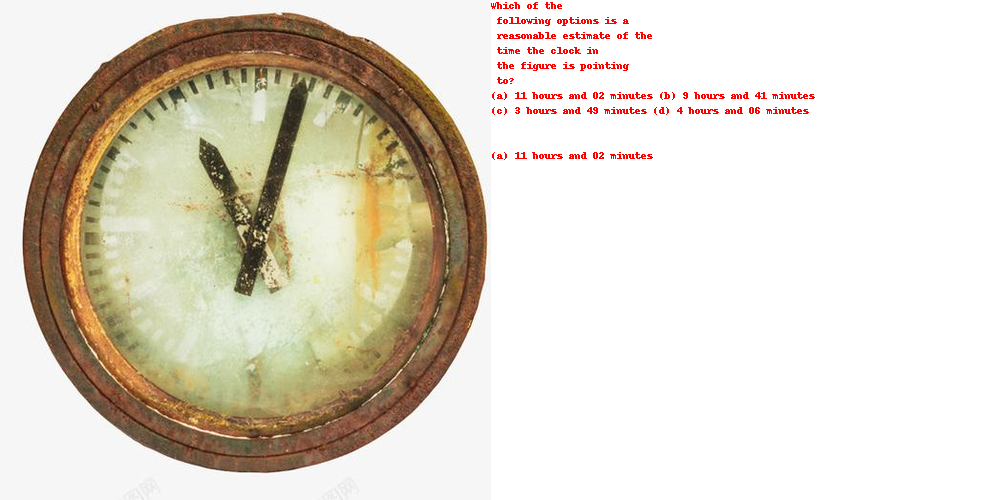 Which of the
following options is a
reasonable estimate of the
time the clock in
the figure is pointing
to?
(a) 11 hours and 02 minutes (b) 9 hours and 41 minutes
(c) 3 hours and 49 minutes (d) 4 hours and 06 minutes
(a) 11 hours and 02 minutes